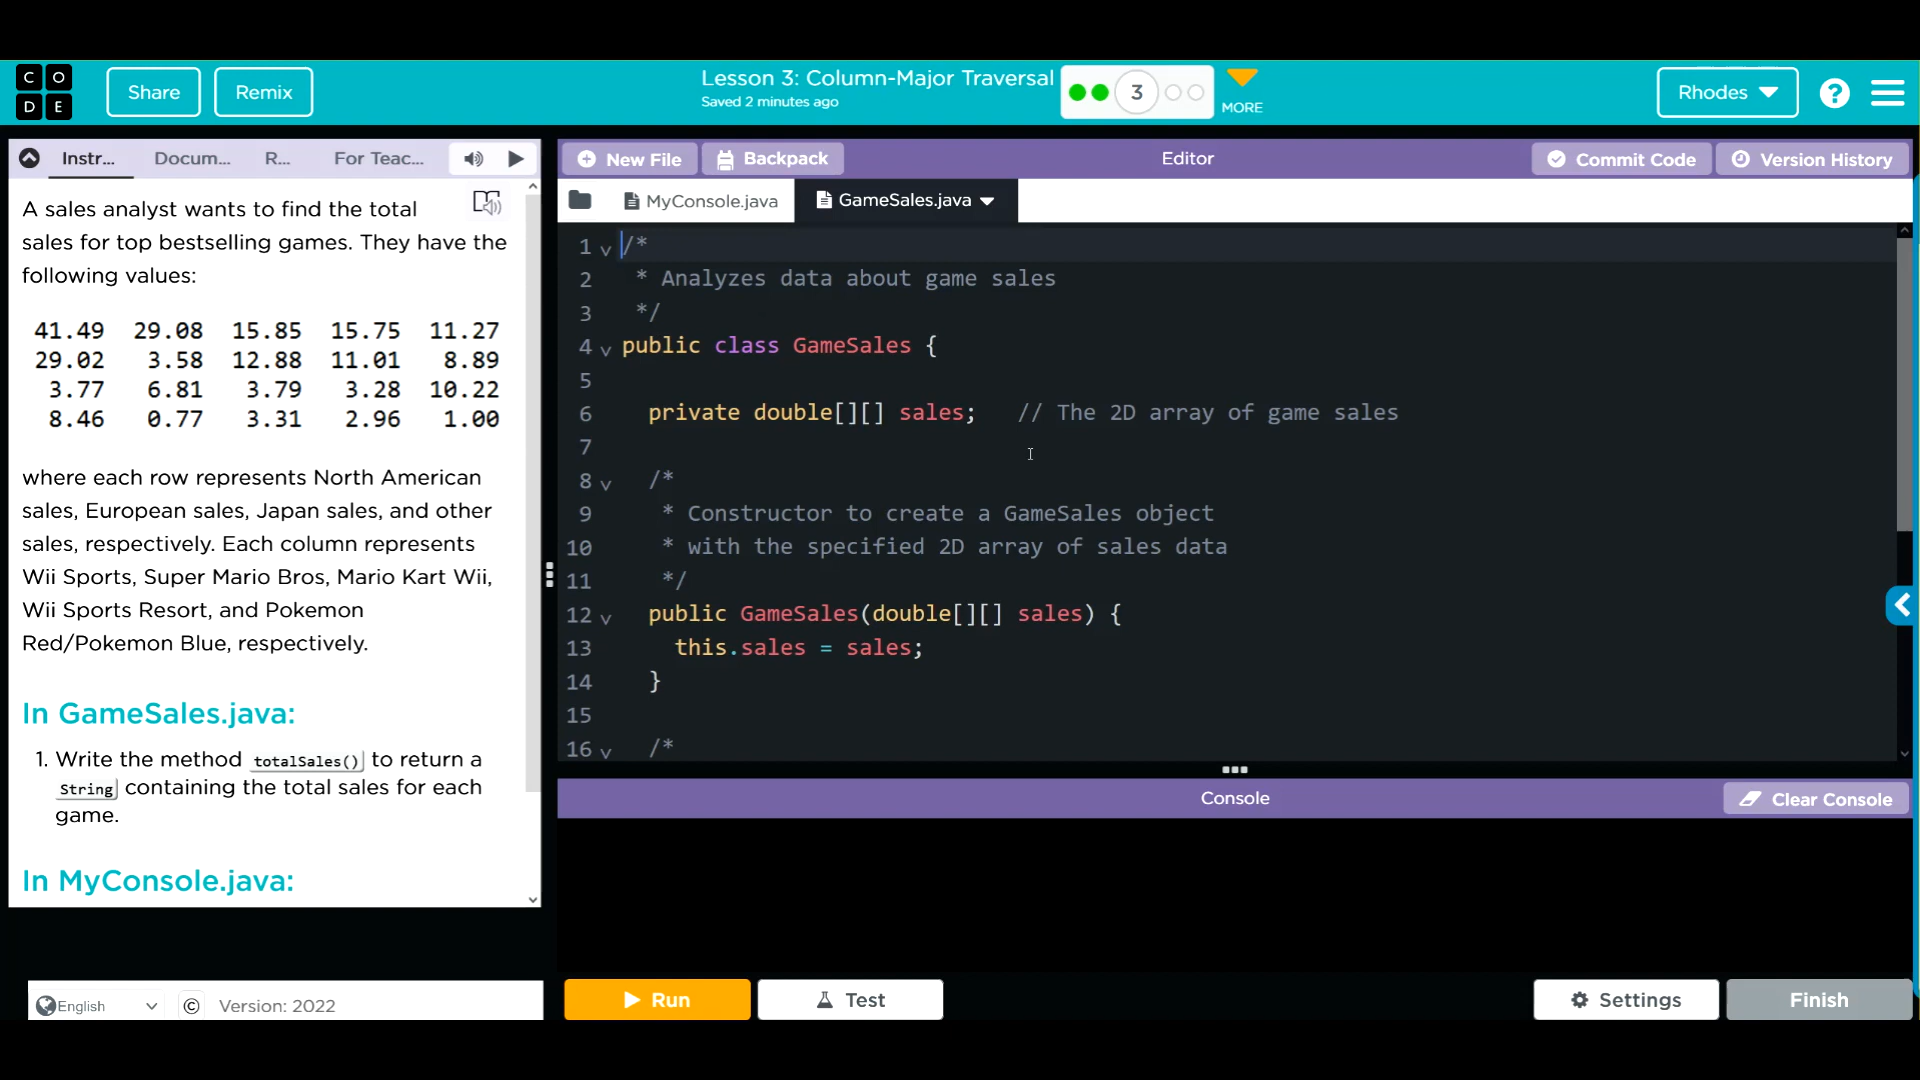 C O
D E
Share
Remix
Lesson 3: Column-Major Traversal
Saved 2 minutes ago
3
MORE
Rhodes
?
Instr...
Docum...
R...
For Teac...
A sales analyst wants to find the total
sales for top bestselling games. They have the
following values:
41.49 29.08 15.85 15.75 11.27
29.02 3.58 12.88 11.01 8.89
3.77 6.81 3.79 3.28 10.22
8.46 0.77 3.31 2.96 1.00
where each row represents North American
sales, European sales, Japan sales, and other
sales, respectively. Each column represents
Wii Sports, Super Mario Bros, Mario Kart Wii,
Wii Sports Resort, and Pokemon
Red/Pokemon Blue, respectively.
In GameSales.java:
1. Write the method totalSales() to return a
String containing the total sales for each
game.
In MyConsole.java:
English
© Version: 2022
New File
Backpack
Editor
Commit Code
Version History
MyConsole.java
GameSales.java
1 /*
2 * Analyzes data about game sales
3 */
4 public class GameSales {
5
6 private double[][] sales; // The 2D array of game sales
7
8 /*
9 * Constructor to create a GameSales object
10 * with the specified 2D array of sales data
11 */
12 public GameSales(double[][] sales) {
13 this.sales = sales;
14 }
15
16 /*
Console
Clear Console
Run
Test
Settings
Finish